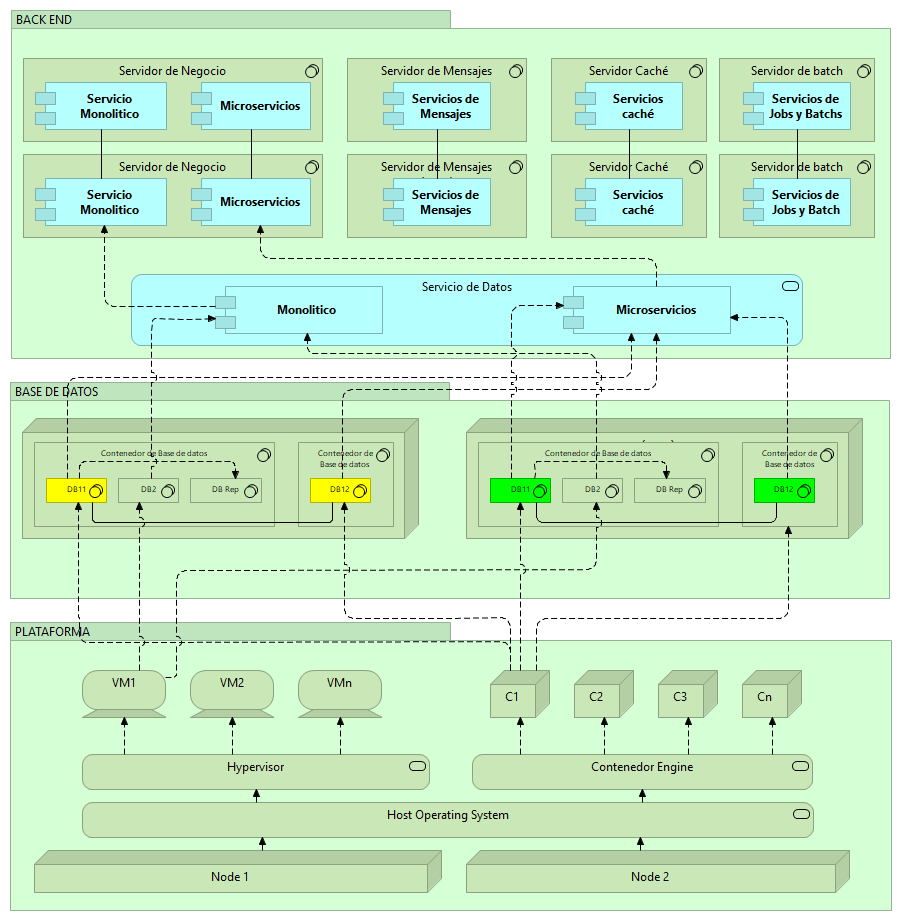 BACK END
Servidor de Negocio
Servidor de Mensajes
Servidor Caché
Servidor de batch
Servicio
Monolitico
Microservicios
Servicios de
Mensajes
Servicios
caché
Servicios de
Jobs y Batchs
Servidor de Negocio
Servidor de Mensajes
Servidor Caché
Servidor de batch
Servicio
Monolitico
Microservicios
Servicios de
Mensajes
Servicios
caché
Servicios de
Jobs y Batch
Servicio de Datos
Monolitico
Microservicios
BASE DE DATOS
Contenedor de Base de datos
Contenedor de
Base de datos
Contenedor de Base de datos
Contenedor de
Base de datos
DB11
DB2
DB Rep
DB12
DB11
DB2
DB Rep
DB12
PLATAFORMA
VM1
VM2
VMn
C1
C2
C3
Cn
Hypervisor
Contenedor Engine
Host Operating System
Node 1
Node 2